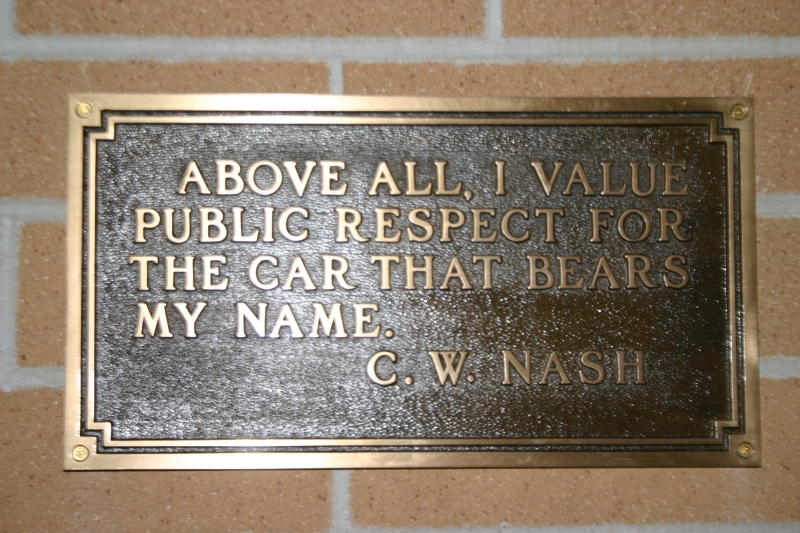 ABOVE ALL, I VALUE
PUBLIC RESPECT FOR
THE CAR THAT BEARS
MY NAME.
C. W. NASH